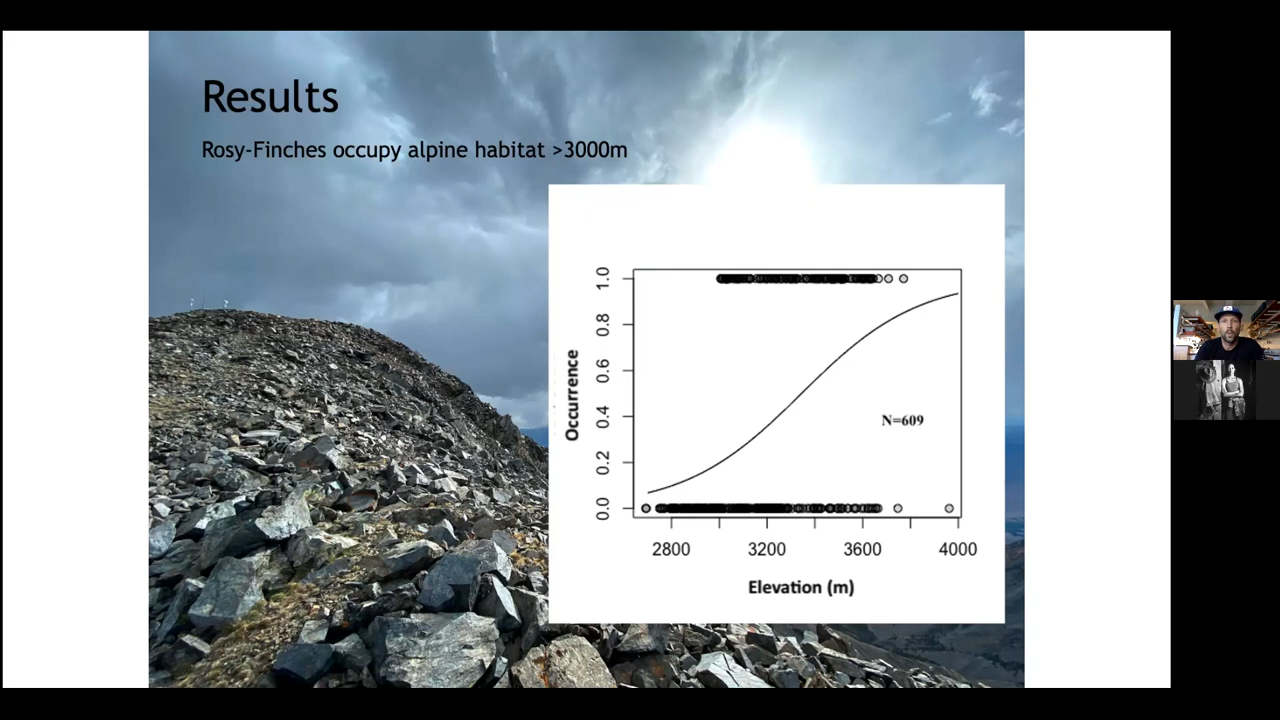 Results
Rosy-Finches occupy alpine habitat >3000m
1.0
0.8
0.6
0.4
0.2
0.0
Occurrence
N=609
2800 3200 3600 4000
Elevation (m)